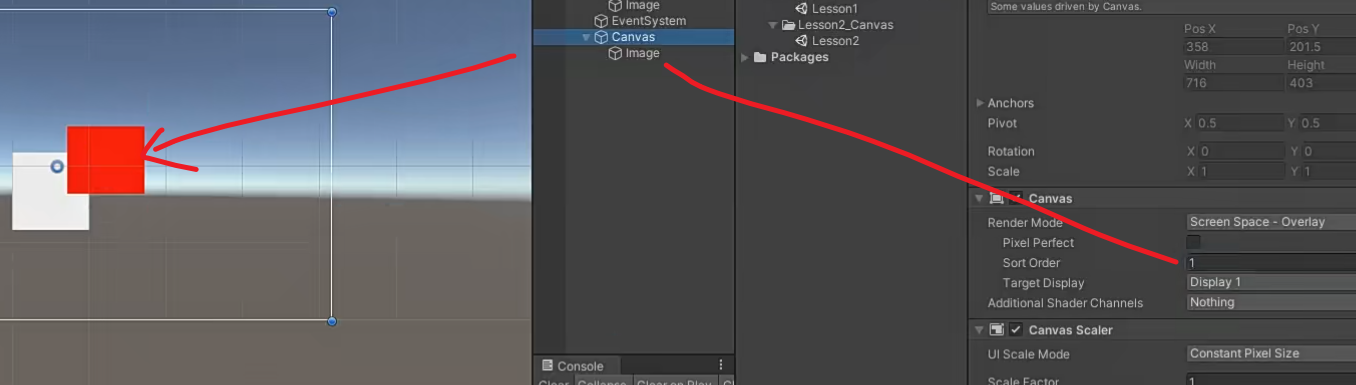 Image
EventSystem
Canvas
Image
Console
Clear Collapse Clear on Play
Lesson1
Lesson2_Canvas
Lesson2
Packages
Some values driven by Canvas.
Pos X Pos Y
358 201.5
Width Height
716 403
Anchors
Pivot X 0.5 Y 0.5
Rotation X 0 Y 0
Scale X 1 Y 1
Canvas
Render Mode Screen Space - Overlay
Pixel Perfect
Sort Order 1
Target Display Display 1
Additional Shader Channels Nothing
Canvas Scaler
UI Scale Mode Constant Pixel Size
Scale Factor 1